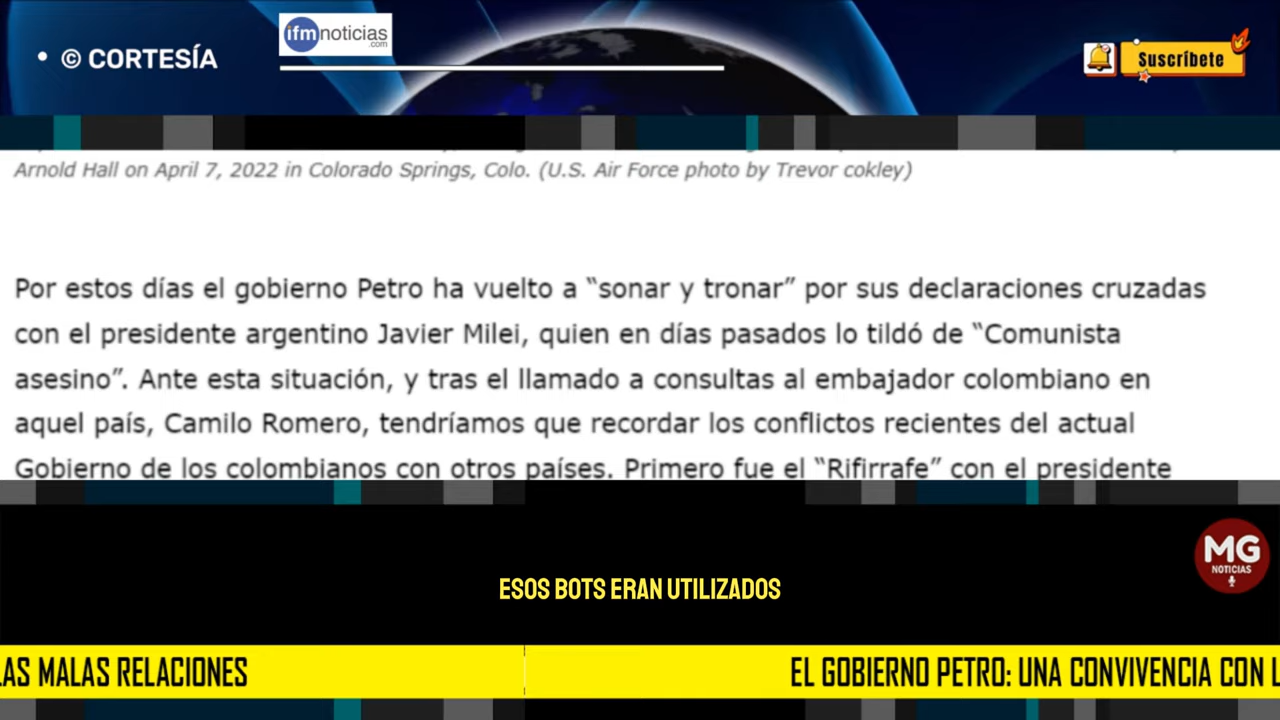 • © CORTESÍA
ifmnoticias
.com
Suscríbete
Arnold Hall on April 7, 2022 in Colorado Springs, Colo. (U.S. Air Force photo by Trevor cokley)
Por estos días el gobierno Petro ha vuelto a “sonar y tronar” por sus declaraciones cruzadas
con el presidente argentino Javier Milei, quien en días pasados lo tildó de “Comunista
asesino”. Ante esta situación, y tras el llamado a consultas al embajador colombiano en
aquel país, Camilo Romero, tendríamos que recordar los conflictos recientes del actual
Gobierno de los colombianos con otros países. Primero fue el “Rifirrafe” con el presidente
MG
NOTICIAS
ESOS BOTS ERAN UTILIZADOS
LAS MALAS RELACIONES
EL GOBIERNO PETRO: UNA CONVIVENCIA CON L